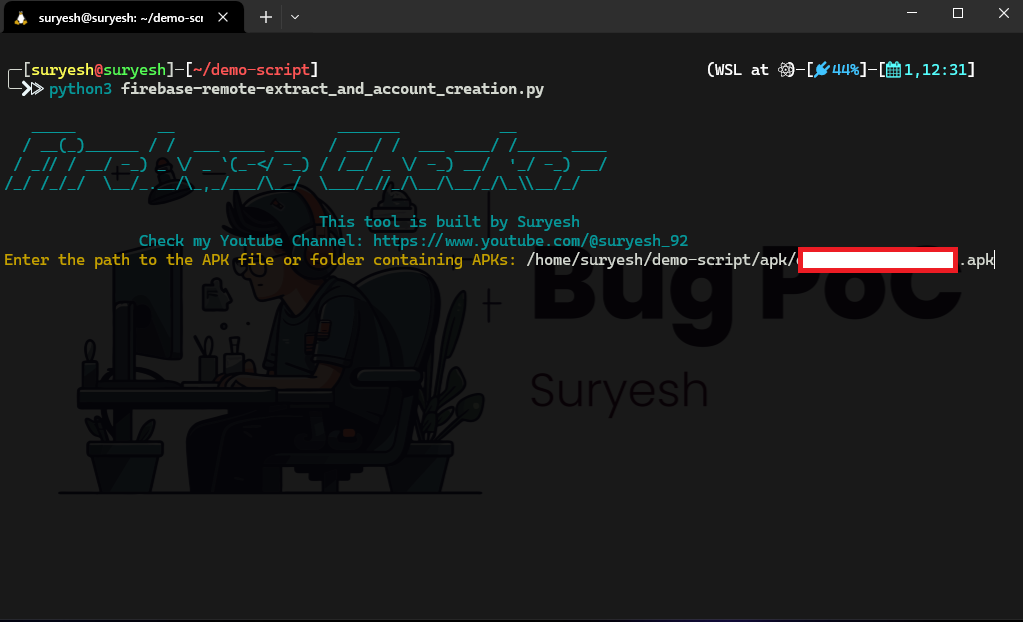 suryesh@suryesh: ~/demo-scr
[suryesh@suryesh]-[~/demo-script]
(WSL at -[44%]-[1,12:31]
python3 firebase-remote-extract_and_account_creation.py
This tool is built by Suryesh
Check my Youtube Channel: https://www.youtube.com/@suryesh_92
Enter the path to the APK file or folder containing APKs: /home/suryesh/demo-script/apk/ .apk
Bug PoC
Suryesh